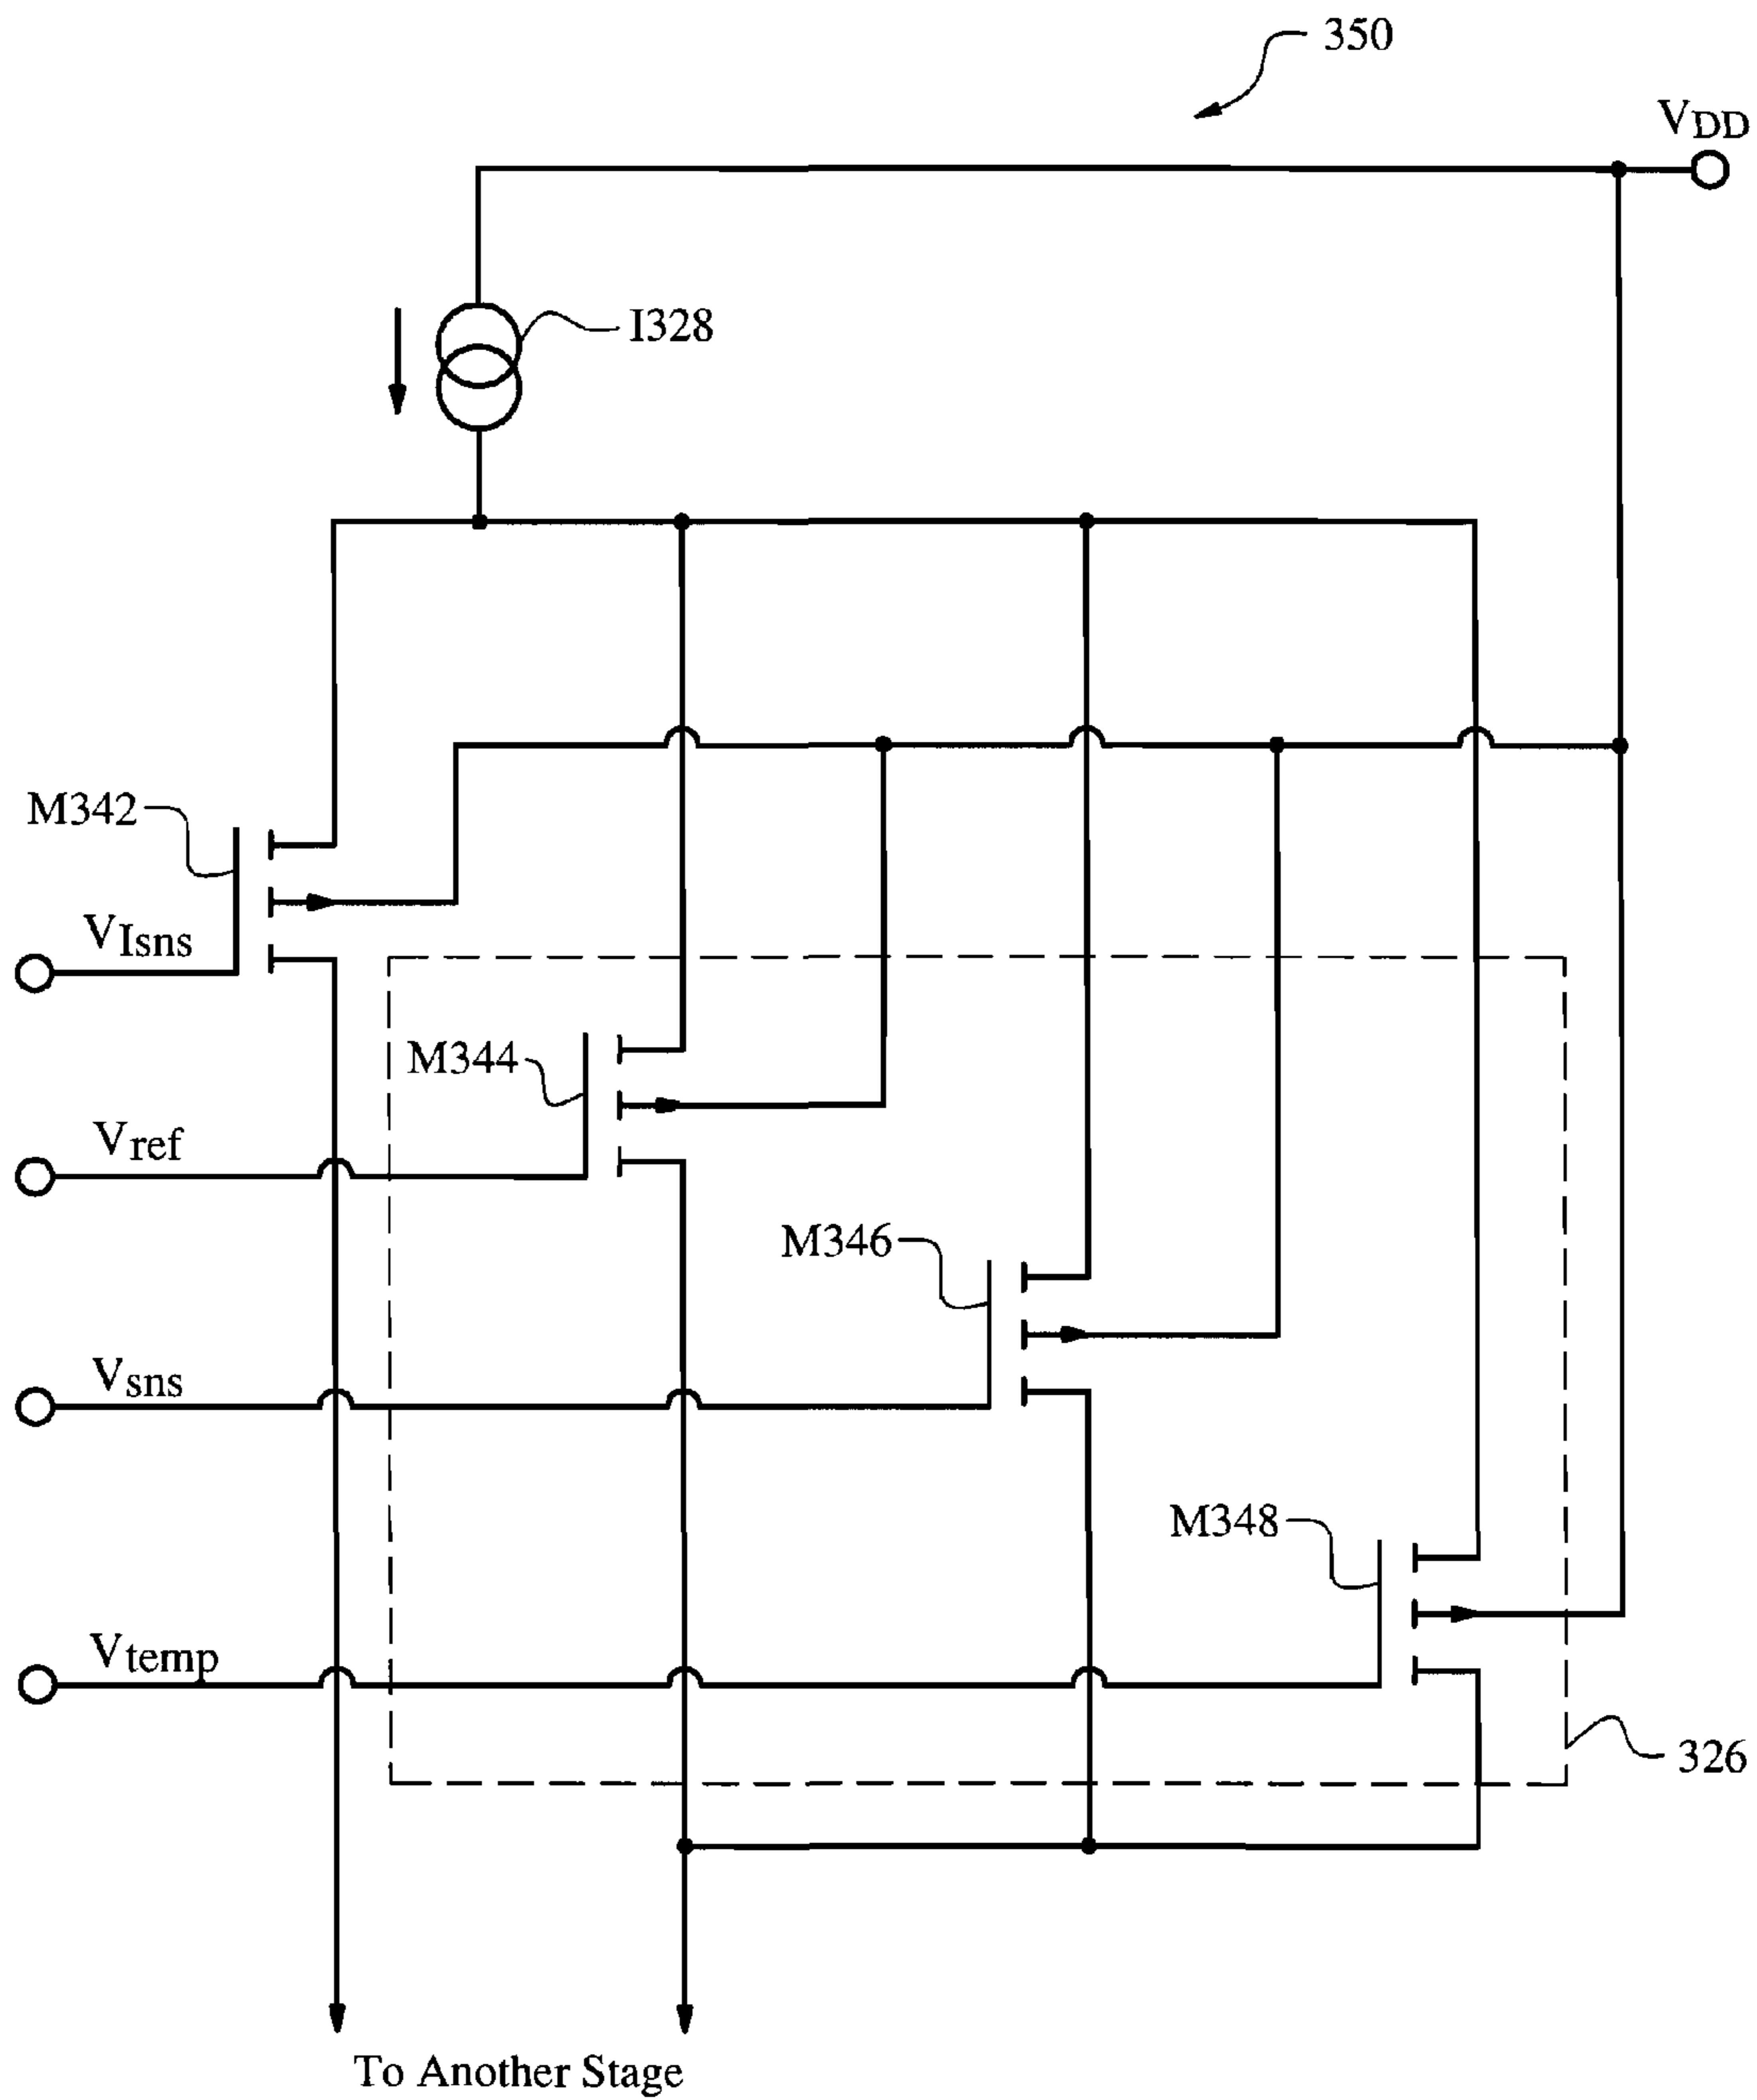 350
VDD
I328
M342
VIsns
M344
Vref
M346
Vsns
M348
Vtemp
326
To Another Stage